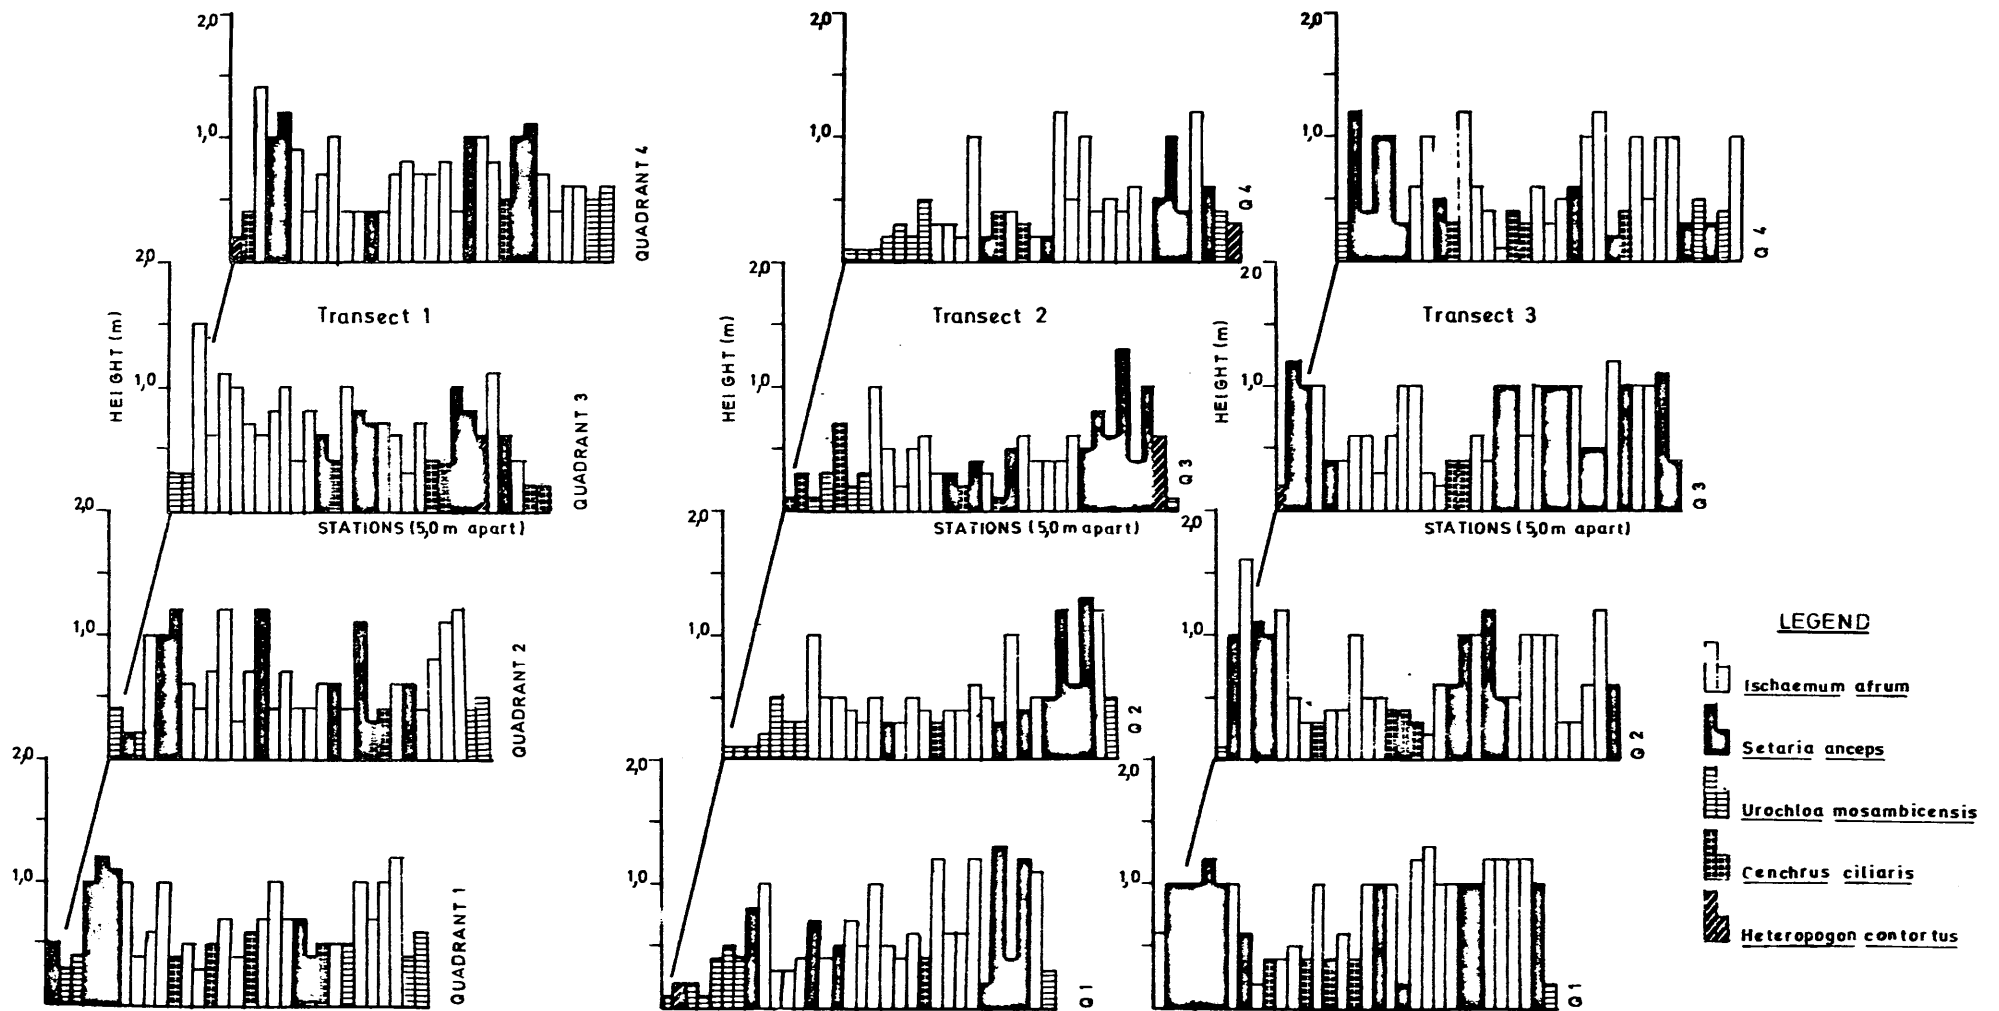 2,0
2,0
2,0
1,0
1,0
1,0
QUADRANT 4
Q 4
Q 4
2,0
2,0
20
Transect 1
Transect 2
Transect 3
HEIGHT (m)
HEIGHT (m)
HEIGHT (m)
1,0
1,0
1,0
QUADRANT 3
Q 3
Q 3
2,0
2,0
2,0
STATIONS (5,0 m apart)
STATIONS (5,0 m apart)
STATIONS (5,0 m apart)
1,0
1,0
1,0
QUADRANT 2
Q 2
Q 2
2,0
2,0
2,0
1,0
1,0
1,0
QUADRANT 1
Q 1
Q 1
LEGEND
Ischaemum afrum
Setaria anceps
Urochloa mosambicensis
Cenchrus ciliaris
Heteropogon contortus